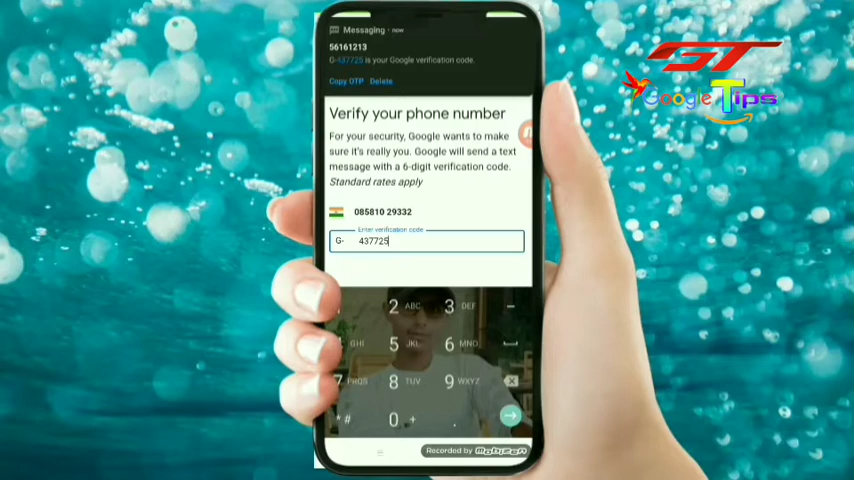 Messaging · now
56161213
G-437725 is your Google verification code.
Copy OTP Delete
GT
Google Tips
Verify your phone number
For your security, Google wants to make
sure it's really you. Google will send a text
message with a 6-digit verification code.
Standard rates apply
085810 29332
Enter verification code
G- 437725
2 ABC 3 DEF –
GHI 5 JKL 6 MNO
7 PQRS 8 TUV 9 WXYZ
* # 0 + .
Recorded by Mobizen